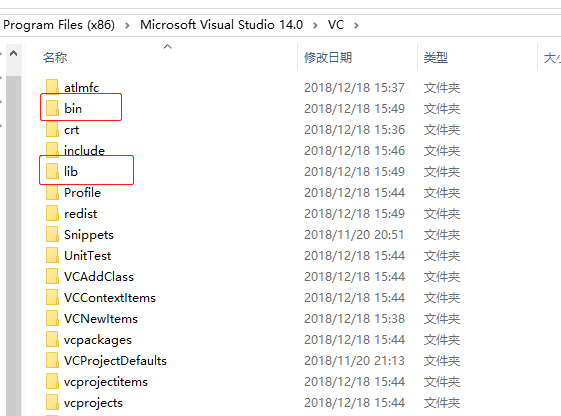 Program Files (x86) › Microsoft Visual Studio 14.0 › VC ›
名称 修改日期 类型 大
atlmfc 2018/12/18 15:37 文件夹
bin 2018/12/18 15:49 文件夹
crt 2018/12/18 15:36 文件夹
include 2018/12/18 15:46 文件夹
lib 2018/12/18 15:49 文件夹
Profile 2018/12/18 15:44 文件夹
redist 2018/12/18 15:49 文件夹
Snippets 2018/11/20 20:51 文件夹
UnitTest 2018/12/18 15:44 文件夹
VCAddClass 2018/12/18 15:44 文件夹
VCContextItems 2018/12/18 15:44 文件夹
VCNewItems 2018/12/18 15:38 文件夹
vcpackages 2018/12/18 15:44 文件夹
VCProjectDefaults 2018/11/20 21:13 文件夹
vcprojectitems 2018/12/18 15:44 文件夹
vcprojects 2018/12/18 15:44 文件夹